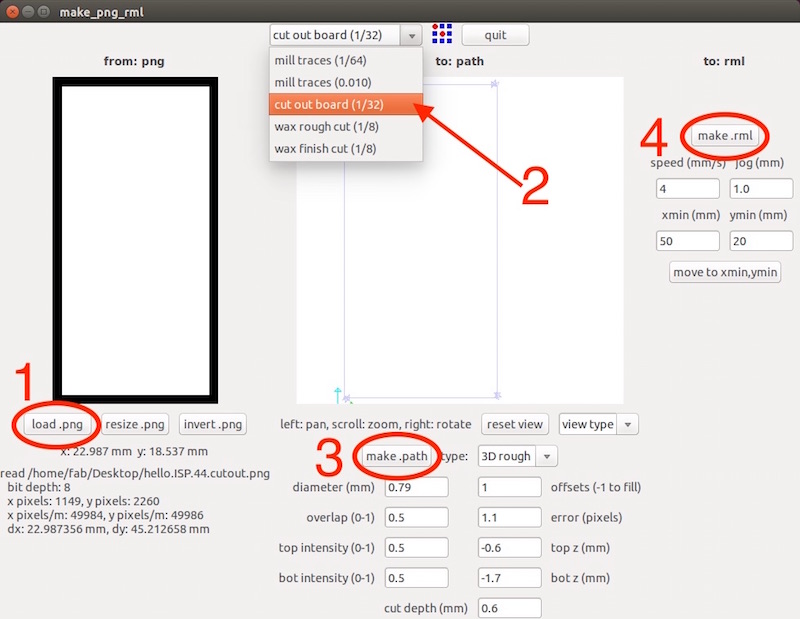 make_png_rml
cut out board (1/32)
quit
from: png
to: path
to: rml
mill traces (1/64)
mill traces (0.010)
cut out board (1/32)
wax rough cut (1/8)
wax finish cut (1/8)
2
4
make .rml
speed (mm/s) jog (mm)
4 1.0
xmin (mm) ymin (mm)
50 20
move to xmin,ymin
1
load .png resize .png invert .png
x: 22.987 mm y: 18.537 mm
read /home/fab/Desktop/hello.ISP.44.cutout.png
bit depth: 8
x pixels: 1149, y pixels: 2260
x pixels/m: 49984, y pixels/m: 49986
dx: 22.987356 mm, dy: 45.212658 mm
left: pan, scroll: zoom, right: rotate reset view view type
3
make .path type: 3D rough
diameter (mm) 0.79 1 offsets (-1 to fill)
overlap (0-1) 0.5 1.1 error (pixels)
top intensity (0-1) 0.5 -0.6 top z (mm)
bot intensity (0-1) 0.5 -1.7 bot z (mm)
cut depth (mm) 0.6